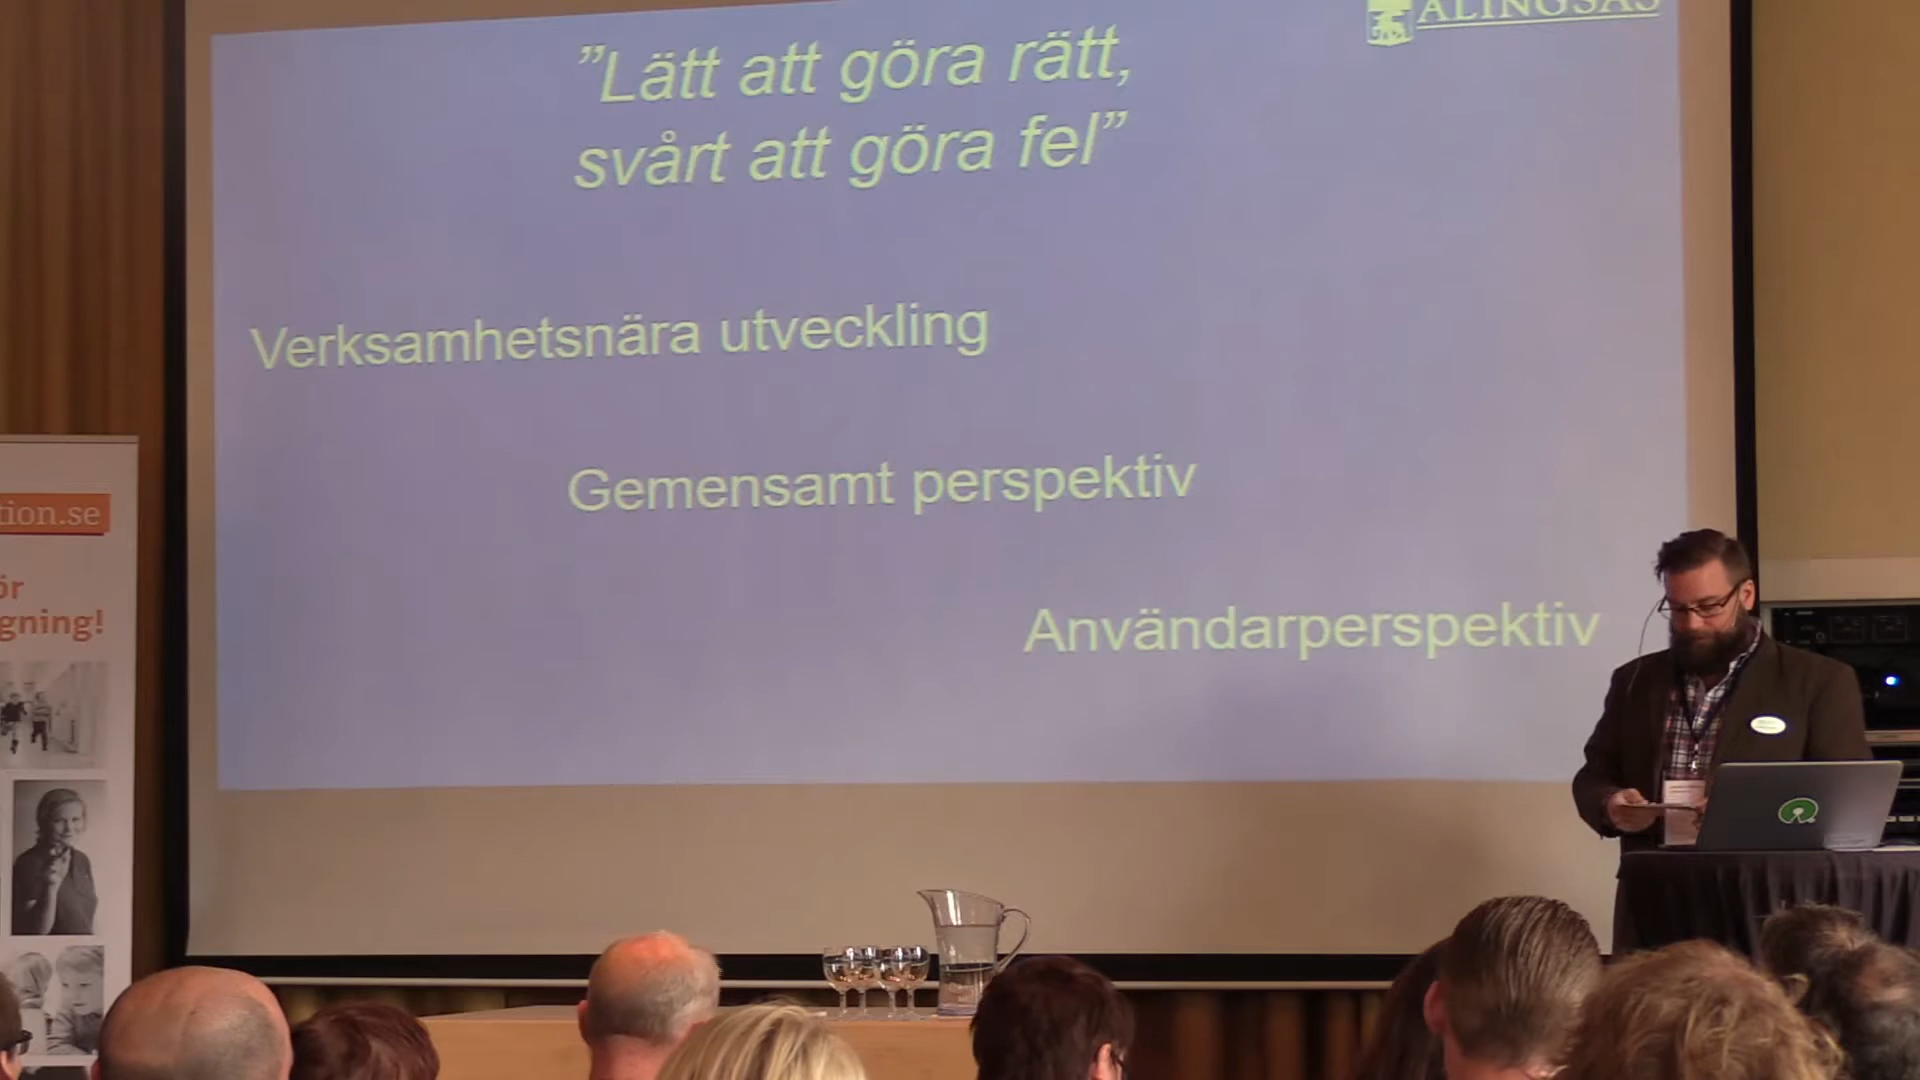 ALINGSÅS
”Lätt att göra rätt,
svårt att göra fel”
Verksamhetsnära utveckling
Gemensamt perspektiv
Användarperspektiv
tion.se
ör
gning!